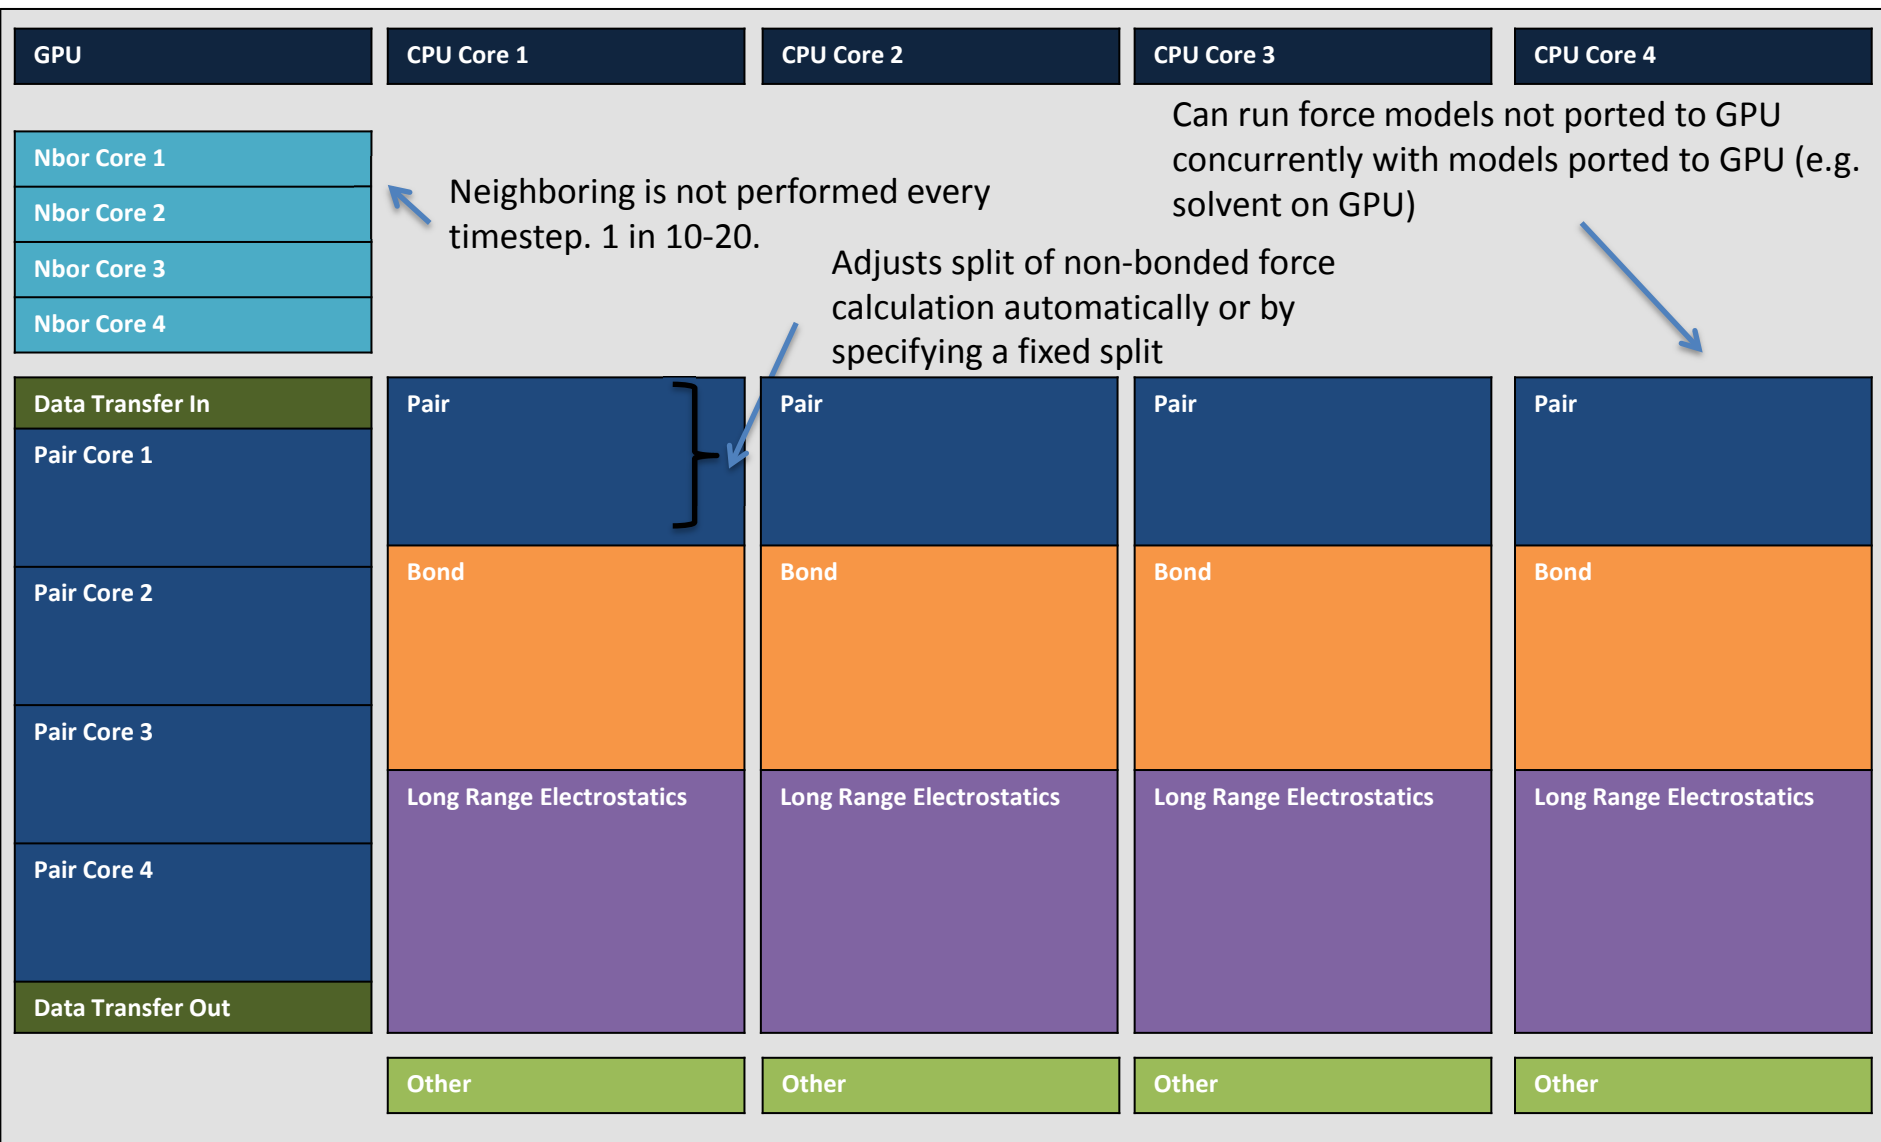 GPU
CPU Core 1
CPU Core 2
CPU Core 3
CPU Core 4
Can run force models not ported to GPU
concurrently with models ported to GPU (e.g.
solvent on GPU)
Nbor Core 1
Nbor Core 2
Nbor Core 3
Nbor Core 4
Neighboring is not performed every
timestep. 1 in 10-20.
Adjusts split of non-bonded force
calculation automatically or by
specifying a fixed split
Data Transfer In
Pair Core 1
Pair Core 2
Pair Core 3
Pair Core 4
Data Transfer Out
Pair
Bond
Long Range Electrostatics
Other
Pair
Bond
Long Range Electrostatics
Other
Pair
Bond
Long Range Electrostatics
Other
Pair
Bond
Long Range Electrostatics
Other